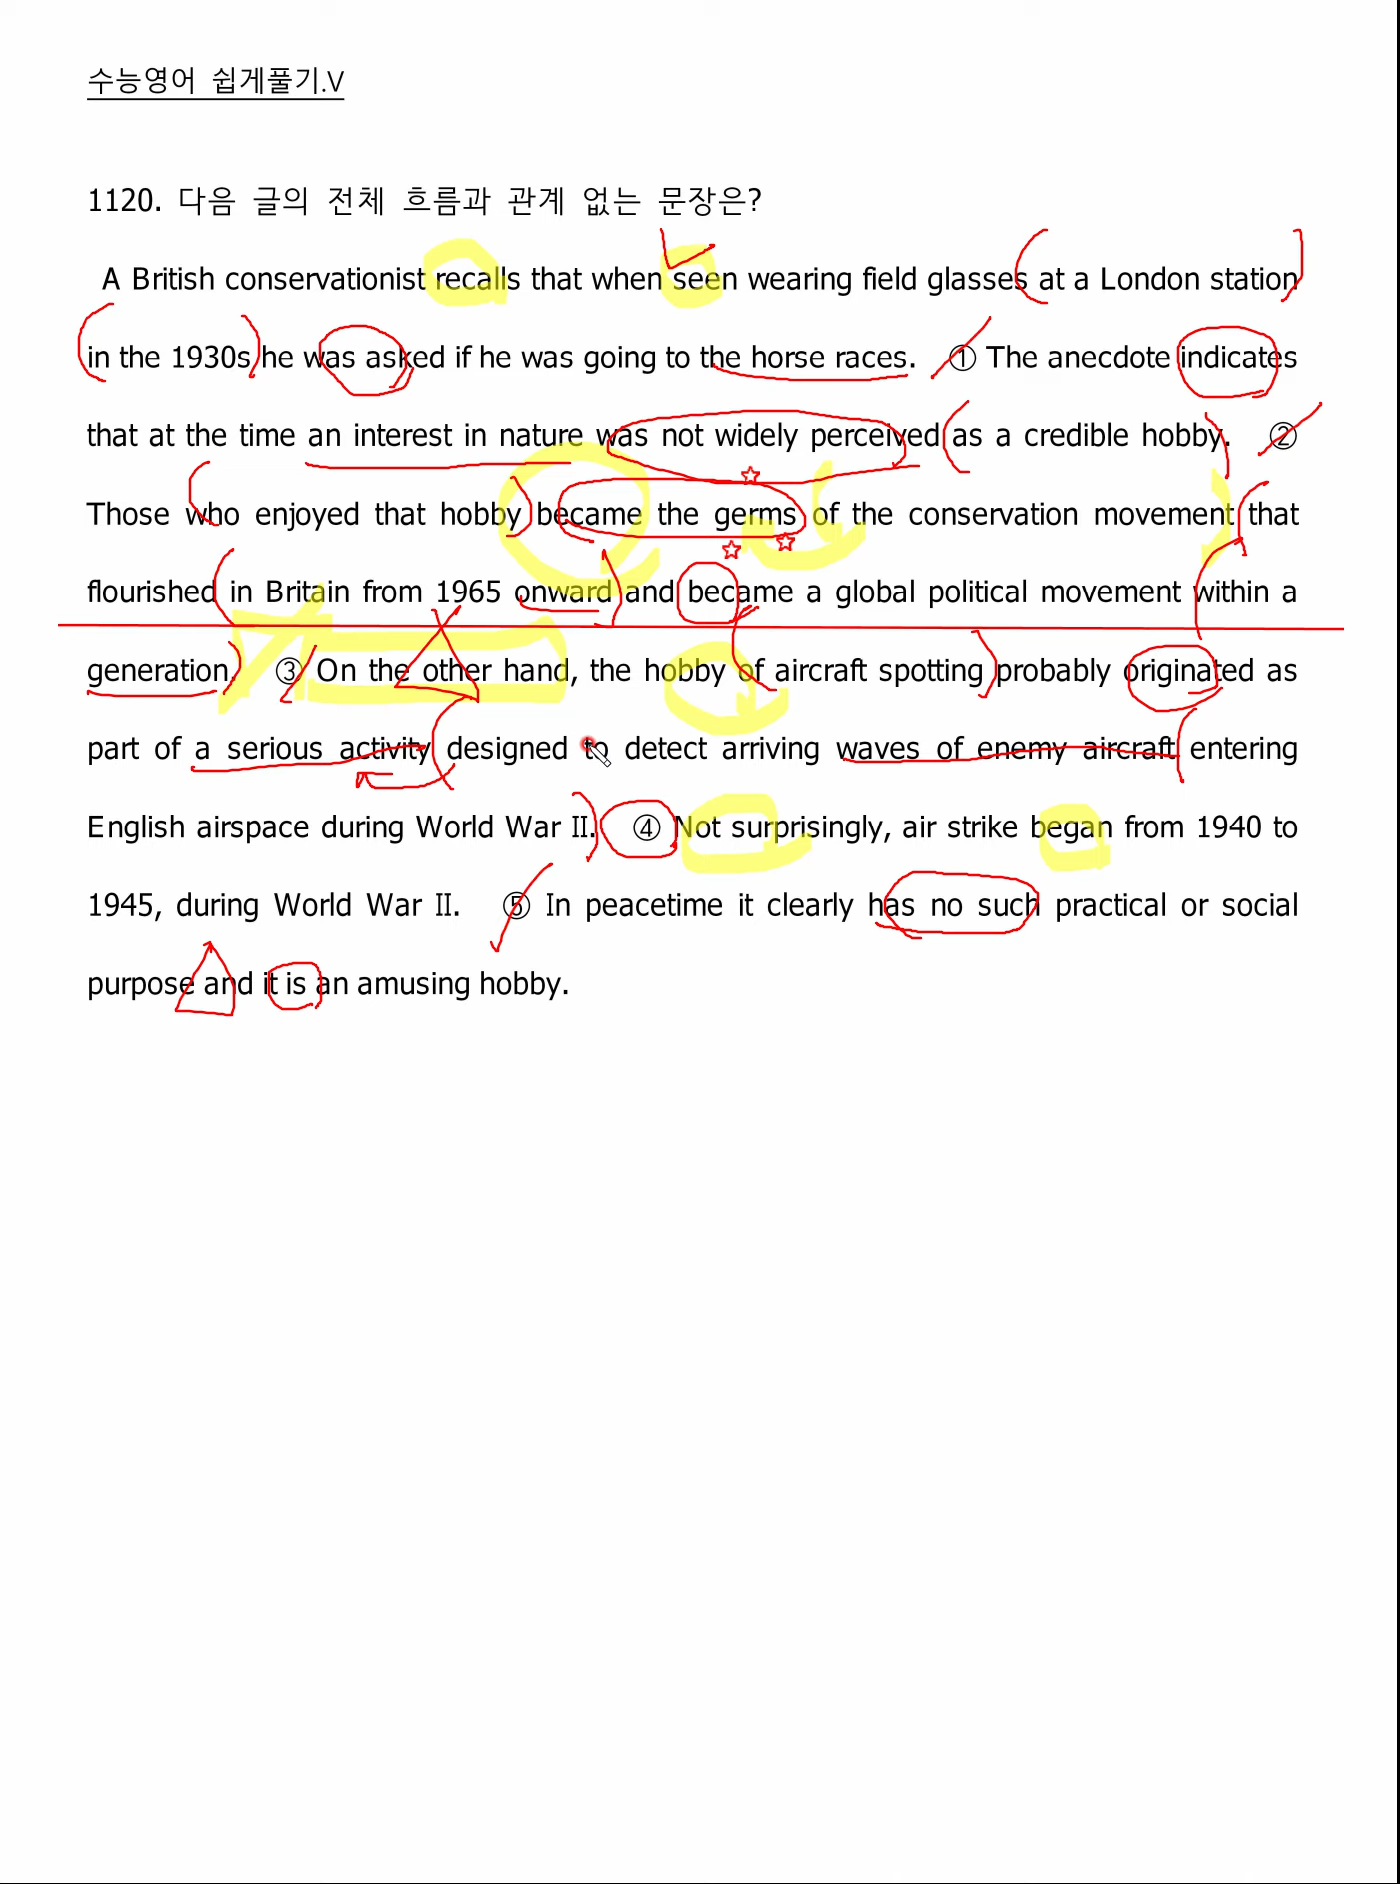 수능영어 쉽게풀기.V
1120. 다음 글의 전체 흐름과 관계 없는 문장은?
A British conservationist recalls that when seen wearing field glasses at a London station
in the 1930s, he was asked if he was going to the horse races. ① The anecdote indicates
that at the time an interest in nature was not widely perceived as a credible hobby. ②
Those who enjoyed that hobby became the germs of the conservation movement that
flourished in Britain from 1965 onward and became a global political movement within a
generation. ③ On the other hand, the hobby of aircraft spotting probably originated as
part of a serious activity designed to detect arriving waves of enemy aircraft entering
English airspace during World War II. ④ Not surprisingly, air strike began from 1940 to
1945, during World War II. ⑤ In peacetime it clearly has no such practical or social
purpose and it is an amusing hobby.